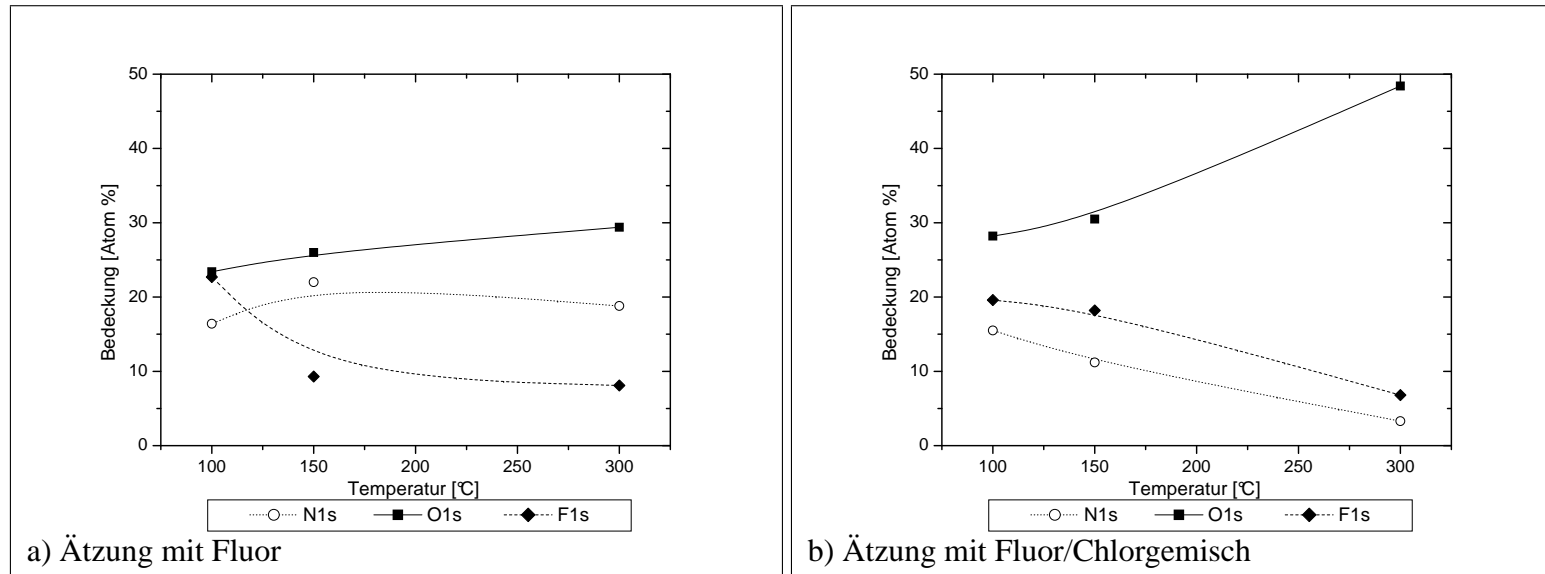 50
40
30
20
10
0
Bedeckung [Atom %]
100 150 200 250 300
Temperatur [°C]
N1s O1s F1s
a) Ätzung mit Fluor
50
40
30
20
10
0
Bedeckung [Atom %]
100 150 200 250 300
Temperatur [°C]
N1s O1s F1s
b) Ätzung mit Fluor/Chlorgemisch